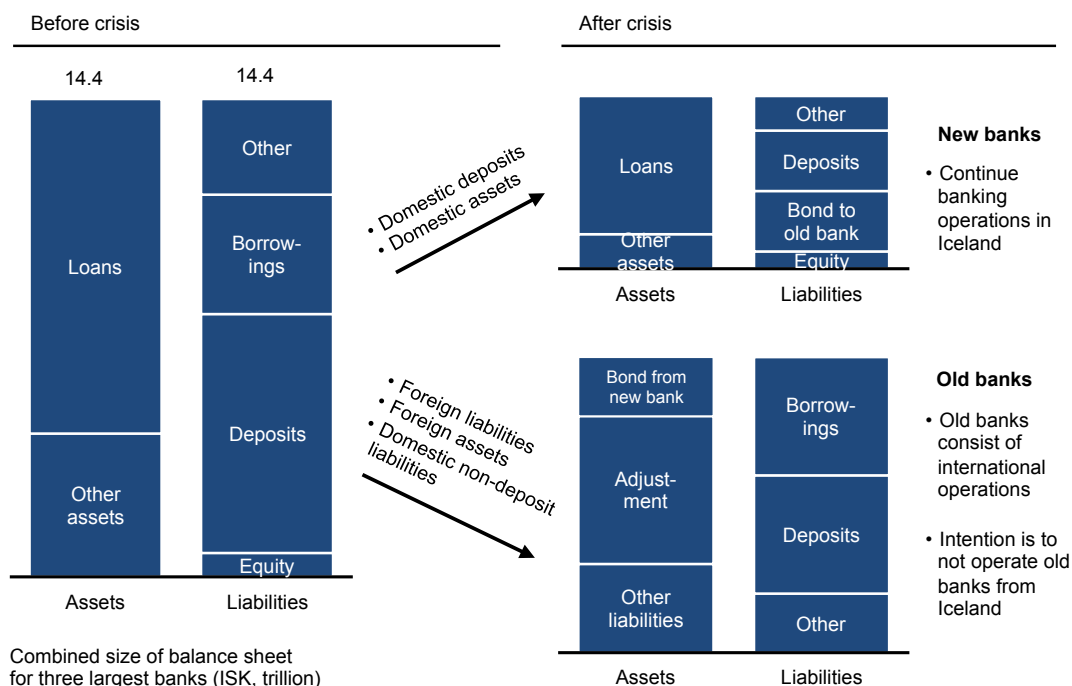 Before crisis
After crisis
14.4
14.4
Loans
Other
assets
Assets
Other
Borrow-
ings
Deposits
Equity
Liabilities
Combined size of balance sheet
for three largest banks (ISK, trillion)
• Domestic deposits
• Domestic assets
• Foreign liabilities
• Foreign assets
• Domestic non-deposit
liabilities
Loans
Other
assets
Assets
Other
Deposits
Bond to
old bank
Equity
Liabilities
New banks
• Continue
banking
operations in
Iceland
Bond from
new bank
Adjust-
ment
Other
liabilities
Assets
Borrow-
ings
Deposits
Other
Liabilities
Old banks
• Old banks
consist of
international
operations
• Intention is to
not operate old
banks from
Iceland